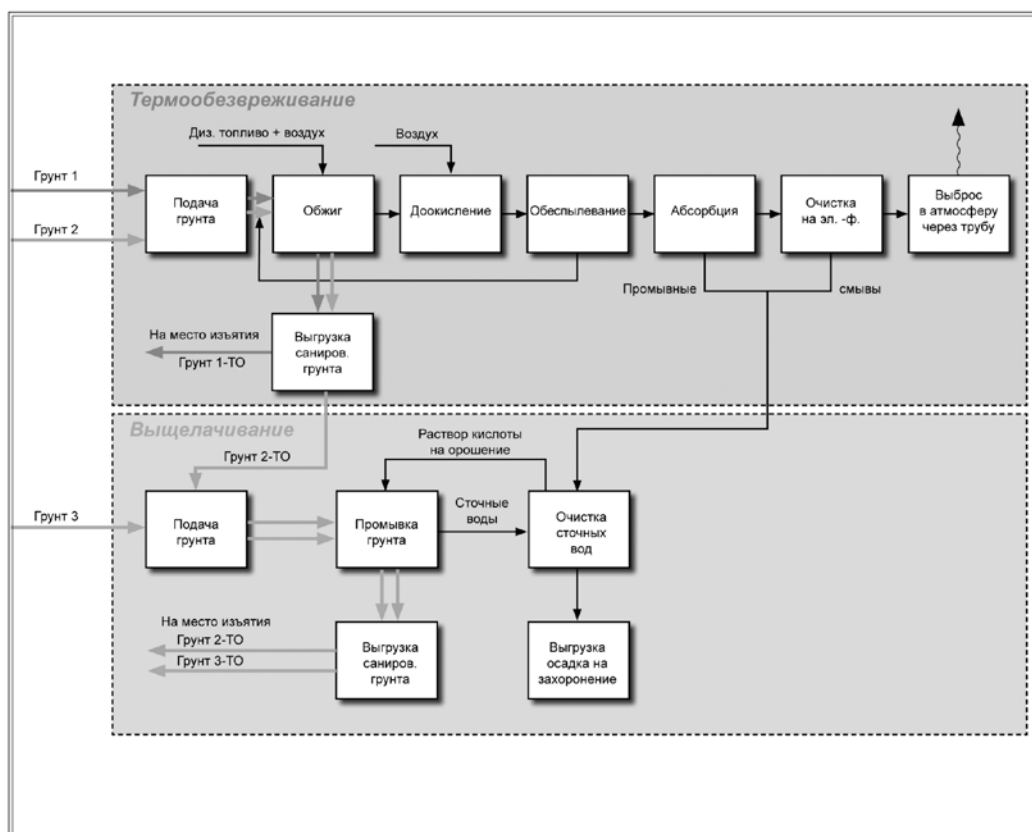 Термообезвреживание
Диз. топливо + воздух
Воздух
Грунт 1
Грунт 2
Подача
грунта
Обжиг
Доокисление
Обеспылевание
Абсорбция
Очистка
на эл. -ф.
Выброс
в атмосферу
через трубу
Промывные
смывы
На место изъятия
Грунт 1-ТО
Выгрузка
саниров.
грунта
Выщелачивание
Грунт 2-ТО
Раствор кислоты
на орошение
Грунт 3
Подача
грунта
Промывка
грунта
Сточные
воды
Очистка
сточных
вод
На место изъятия
Грунт 2-ТО
Грунт 3-ТО
Выгрузка
саниров.
грунта
Выгрузка
осадка на
захоронение